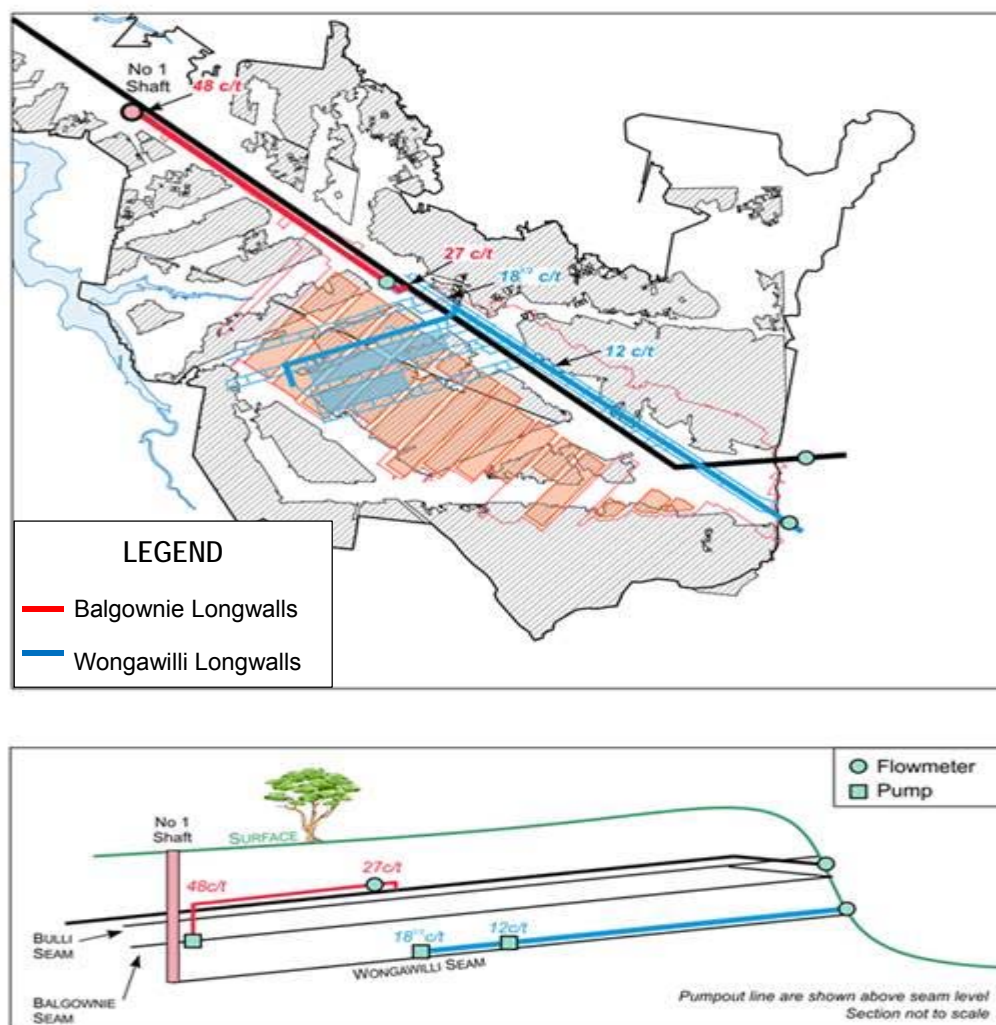 No 1
Shaft
48 c/t
27 c/t
c/t
12 c/t
LEGEND
Balgownie Longwalls
Wongawilli Longwalls
Flowmeter
Pump
No 1
Shaft
SURFACE
27c/t
48c/t
BULLI
SEAM
12c/t
c/t
WONGAWILLI SEAM
BALGOWNIE
SEAM
Pumpout line are shown above seam level
Section not to scale